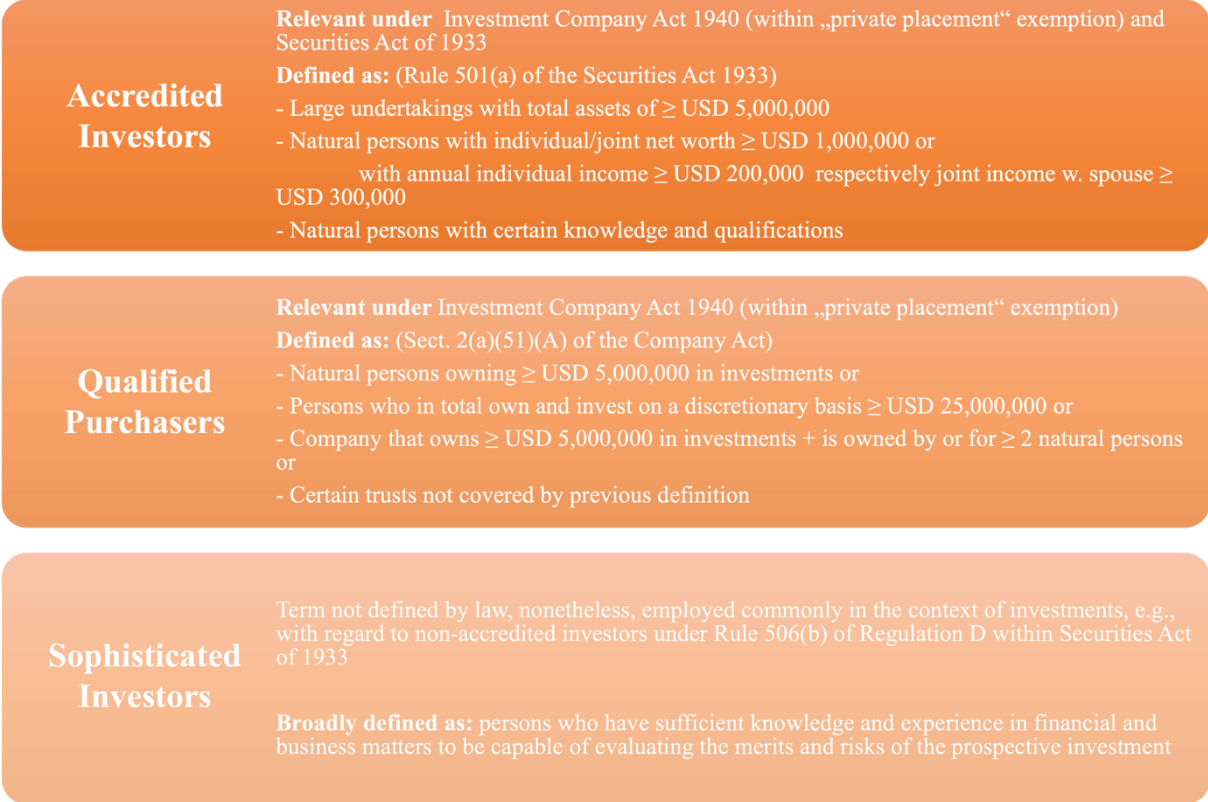 Accredited
Investors
Relevant under Investment Company Act 1940 (within „private placement“ exemption) and
Securities Act of 1933
Defined as: (Rule 501(a) of the Securities Act 1933)
- Large undertakings with total assets of ≥ USD 5,000,000
- Natural persons with individual/joint net worth ≥ USD 1,000,000 or
with annual individual income ≥ USD 200,000 respectively joint income w. spouse ≥
USD 300,000
- Natural persons with certain knowledge and qualifications
Qualified
Purchasers
Relevant under Investment Company Act 1940 (within „private placement“ exemption)
Defined as: (Sect. 2(a)(51)(A) of the Company Act)
- Natural persons owning ≥ USD 5,000,000 in investments or
- Persons who in total own and invest on a discretionary basis ≥ USD 25,000,000 or
- Company that owns ≥ USD 5,000,000 in investments + is owned by or for ≥ 2 natural persons
or
- Certain trusts not covered by previous definition
Sophisticated
Investors
Term not defined by law, nonetheless, employed commonly in the context of investments, e.g.,
with regard to non-accredited investors under Rule 506(b) of Regulation D within Securities Act
of 1933
Broadly defined as: persons who have sufficient knowledge and experience in financial and
business matters to be capable of evaluating the merits and risks of the prospective investment